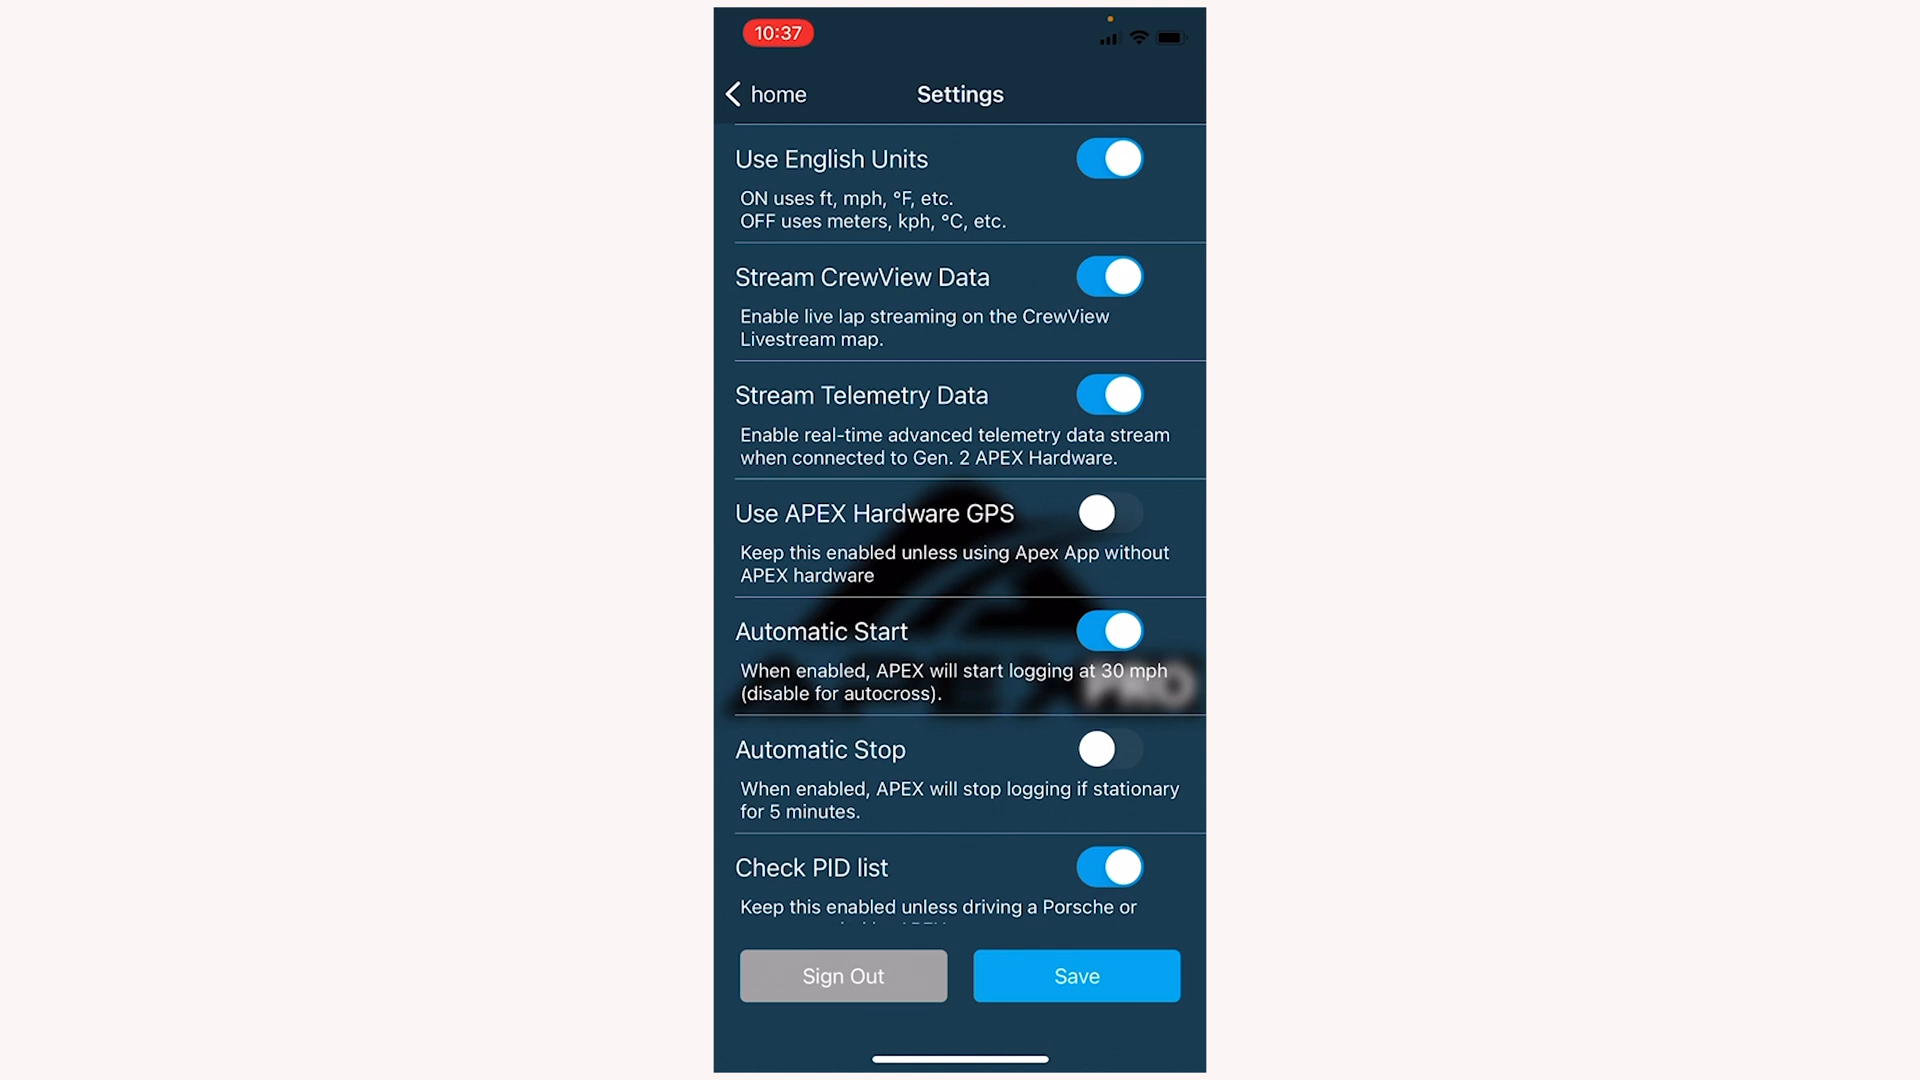 10:37
home
Settings
Use English Units
ON uses ft, mph, °F, etc.
OFF uses meters, kph, °C, etc.
Stream CrewView Data
Enable live lap streaming on the CrewView
Livestream map.
Stream Telemetry Data
Enable real-time advanced telemetry data stream
when connected to Gen. 2 APEX Hardware.
Use APEX Hardware GPS
Keep this enabled unless using Apex App without
APEX hardware
Automatic Start
When enabled, APEX will start logging at 30 mph
(disable for autocross).
PRO
Automatic Stop
When enabled, APEX will stop logging if stationary
for 5 minutes.
Check PID list
Keep this enabled unless driving a Porsche or
Sign Out
Save